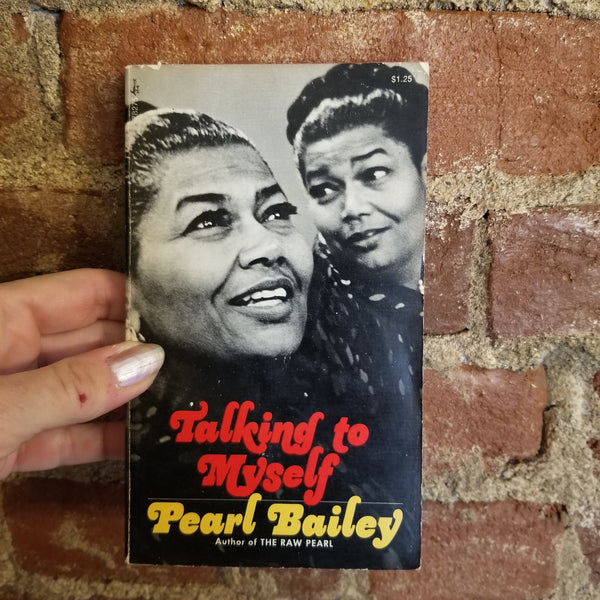 $1.25
Talking to
Myself
Pearl Bailey
Author of THE RAW PEARL